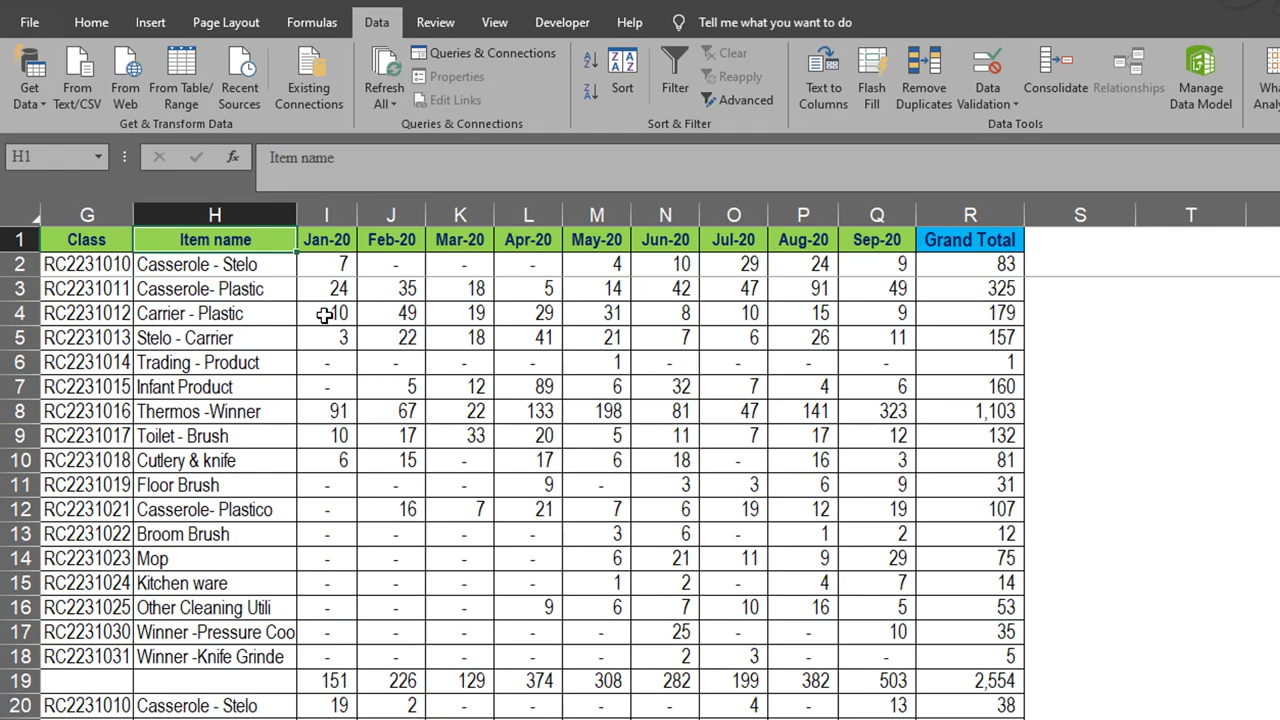 File Home Insert Page Layout Formulas Data Review View Developer Help Tell me what you want to do
Get Data From Text/CSV From Web From Table/ Range Recent Sources Existing Connections Refresh All Queries & Connections Properties Edit Links Sort Filter Clear Reapply Advanced Text to Columns Flash Fill Remove Duplicates Data Validation Consolidate Relationships Manage Data Model
Get & Transform Data Queries & Connections Sort & Filter Data Tools
H1 fx Item name
G H I J K L M N O P Q R S T
1 Class Item name Jan-20 Feb-20 Mar-20 Apr-20 May-20 Jun-20 Jul-20 Aug-20 Sep-20 Grand Total
2 RC2231010 Casserole - Stelo 7 - - - 4 10 29 24 9 83
3 RC2231011 Casserole- Plastic 24 35 18 5 14 42 47 91 49 325
4 RC2231012 Carrier - Plastic 10 49 19 29 31 8 10 15 9 179
5 RC2231013 Stelo - Carrier 3 22 18 41 21 7 6 26 11 157
6 RC2231014 Trading - Product - - - - 1 - - - - 1
7 RC2231015 Infant Product - 5 12 89 6 32 7 4 6 160
8 RC2231016 Thermos -Winner 91 67 22 133 198 81 47 141 323 1,103
9 RC2231017 Toilet - Brush 10 17 33 20 5 11 7 17 12 132
10 RC2231018 Cutlery & knife 6 15 - 17 6 18 - 16 3 81
11 RC2231019 Floor Brush - - - 9 - 3 3 6 9 31
12 RC2231021 Casserole- Plastico - 16 7 21 7 6 19 12 19 107
13 RC2231022 Broom Brush - - - - 3 6 - 1 2 12
14 RC2231023 Mop - - - - 6 21 11 9 29 75
15 RC2231024 Kitchen ware - - - - 1 2 - 4 7 14
16 RC2231025 Other Cleaning Utili - - - 9 6 7 10 16 5 53
17 RC2231030 Winner -Pressure Coo - - - - - 25 - - 10 35
18 RC2231031 Winner -Knife Grinde - - - - - 2 3 - - 5
19 151 226 129 374 308 282 199 382 503 2,554
20 RC2231010 Casserole - Stelo 19 2 - - - - 4 - 13 38